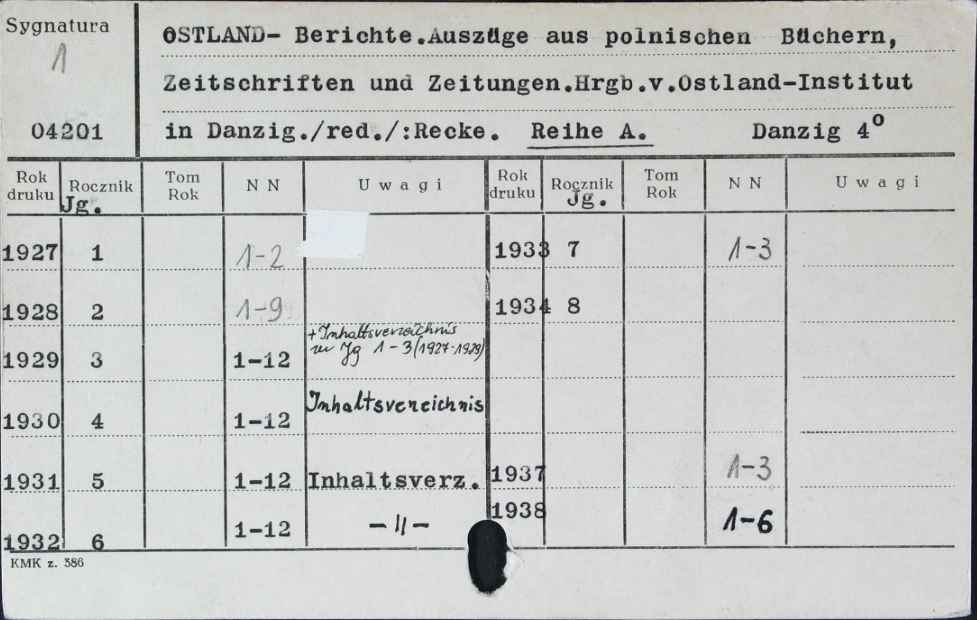 Sygnatura
1
04201
OSTLAND- Berichte.Auszüge aus polnischen Büchern,
Zeitschriften und Zeitungen.Hrgb.v.Ostland-Institut
in Danzig./red./:Recke. Reihe A. Danzig 4º
Rok druku Rocznik Jg. Tom Rok N N Uwagi Rok druku Rocznik Jg. Tom Rok N N Uwagi
1927 1 1-2 1933 7 1-3
1928 2 1-9 1934 8
1929 3 1-12 + Inhaltsverzeichnis
zu Jg 1-3 (1927-1929)
1930 4 1-12 Inhaltsverzeichnis
1931 5 1-12 Inhaltsverz. 1937 1-3
1932 6 1-12 -〃- 1938 1-6
KMK z. 386